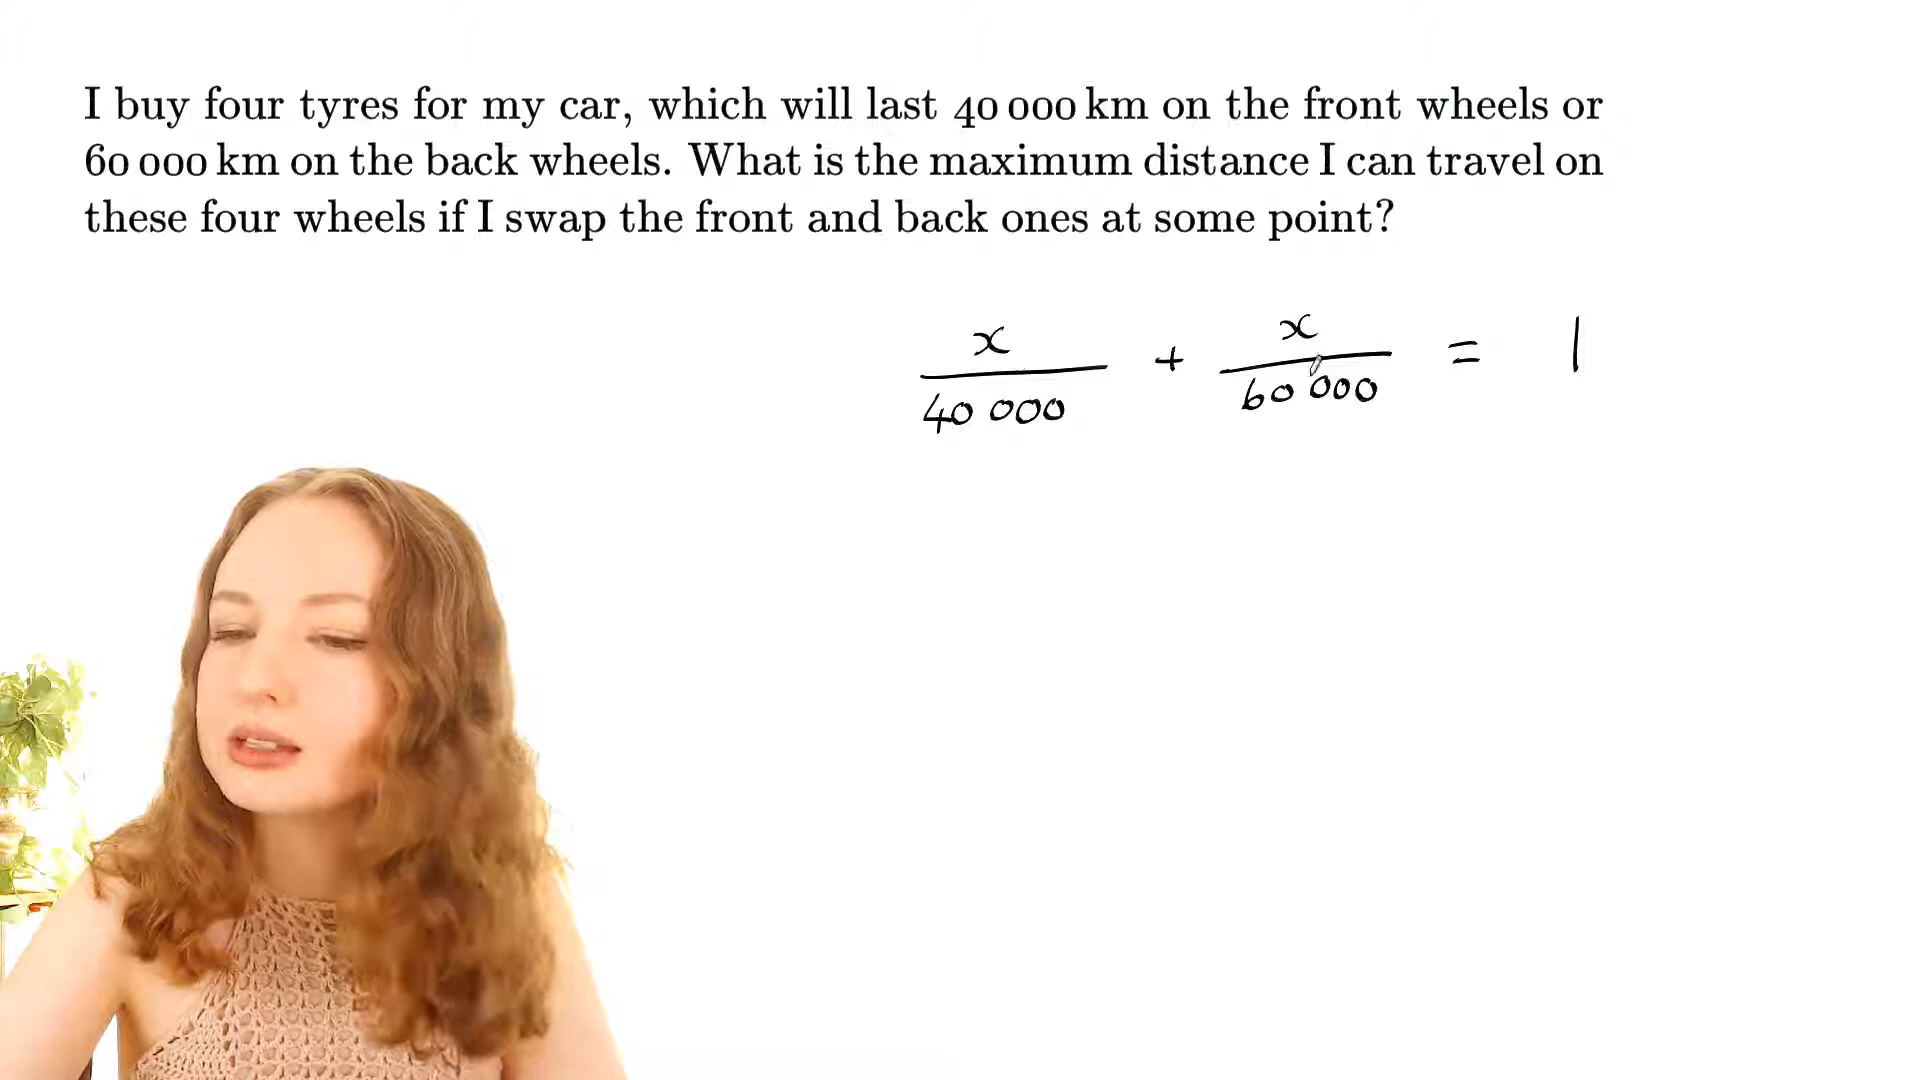 I buy four tyres for my car, which will last 40 000 km on the front wheels or
60 000 km on the back wheels. What is the maximum distance I can travel on
these four wheels if I swap the front and back ones at some point?
x/40 000 + x/60 000 = 1